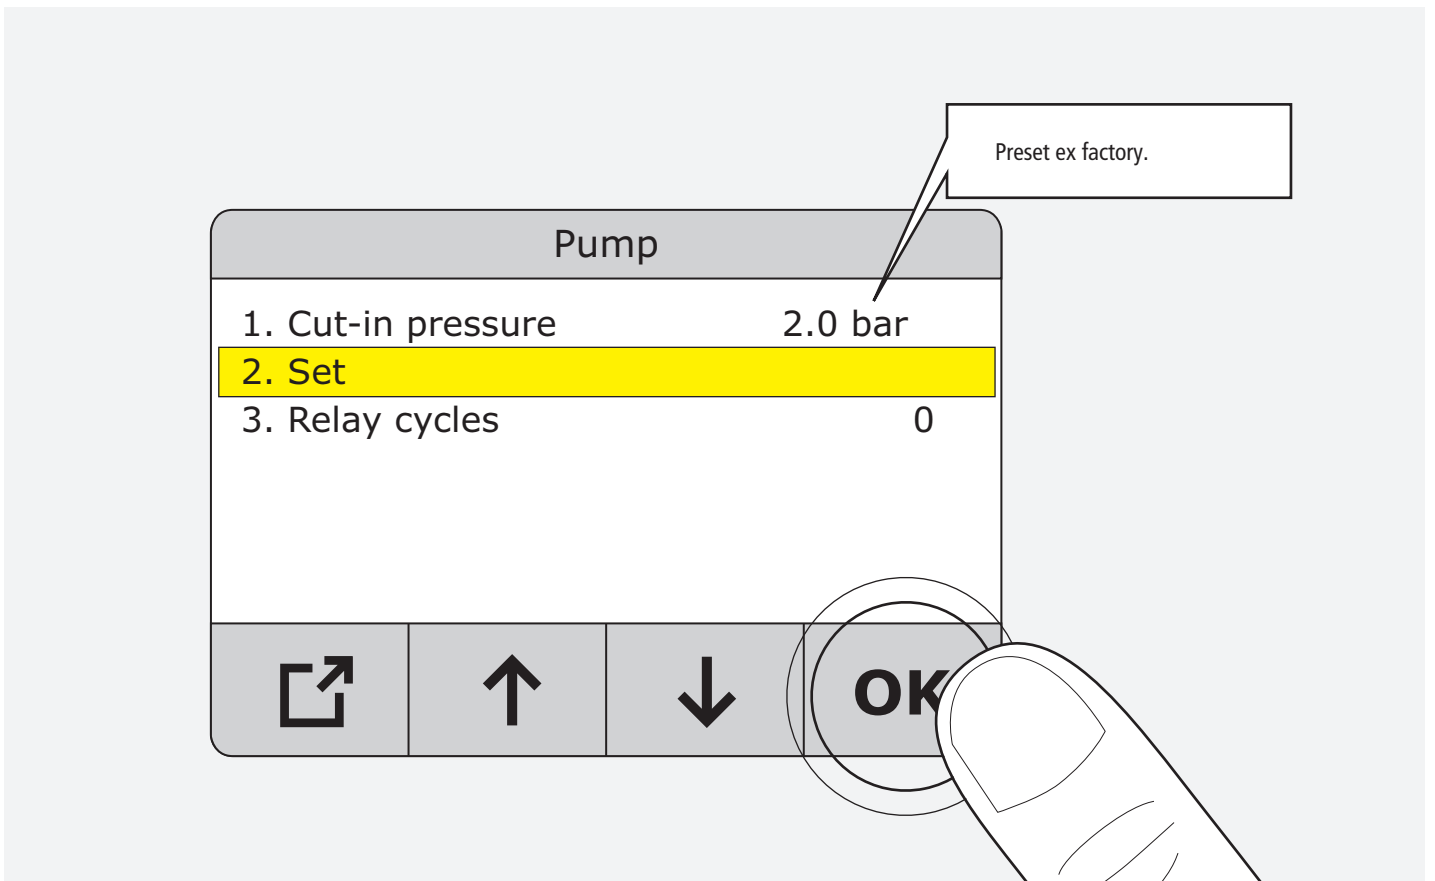 Preset ex factory.
Pump
1. Cut-in pressure 2.0 bar
2. Set
3. Relay cycles 0
OK